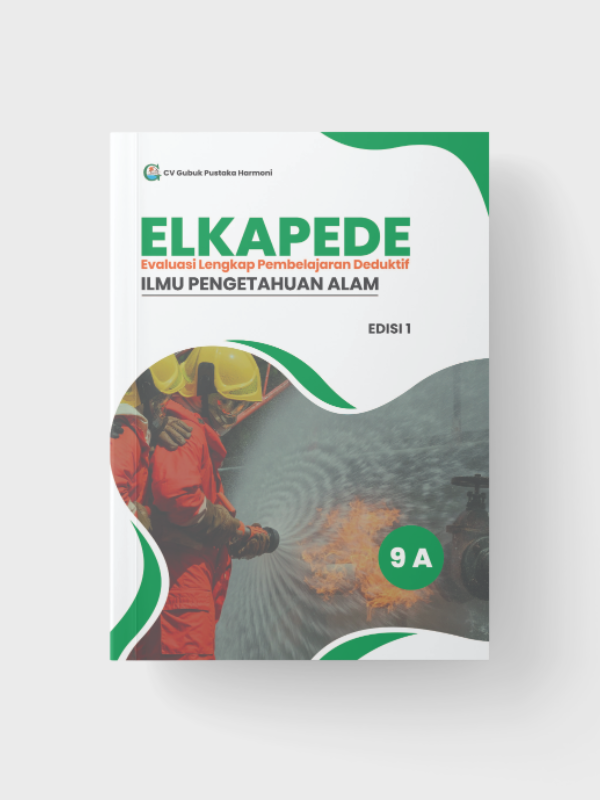 CV Gubuk Pustaka Harmoni
ELKAPEDE
Evaluasi Lengkap Pembelajaran Deduktif
ILMU PENGETAHUAN ALAM
EDISI 1
9 A